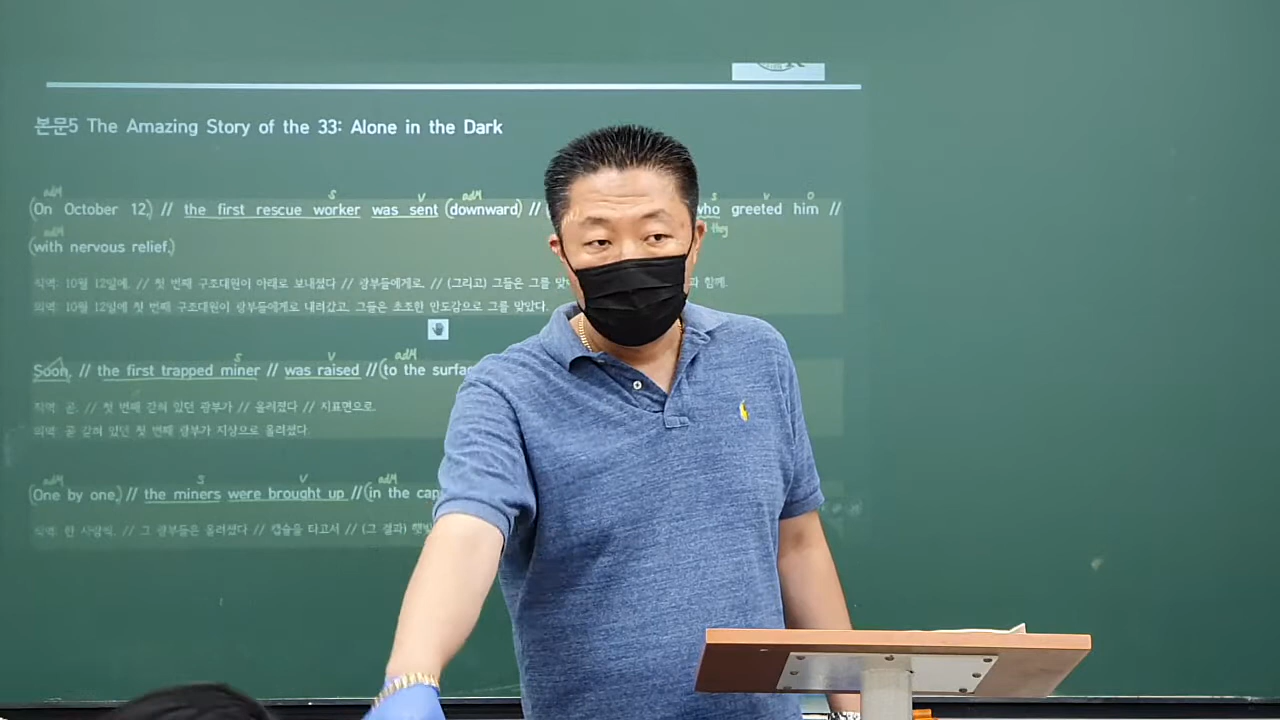 본문5 The Amazing Story of the 33: Alone in the Dark
adv adv
S V S V O
(On October 12,) // the first rescue worker was sent (downward) // who greeted him //
adv they
(with nervous relief.)
직역: 10월 12일에. // 첫 번째 구조대원이 아래로 보내졌다 // 광부들에게로. // (그리고) 그들은 그를 함께.
의역: 10월 12일에 첫 번째 구조대원이 광부들에게로 내려갔고, 그들은 초조한 안도감으로 그를 맞았다.
S V adv
Soon, // the first trapped miner // was raised // (to the surfa
직역: 곧. // 첫 번째 갇혀 있던 광부가 // 올려졌다 // 지표면으로.
의역: 곧 갇혀 있던 첫 번째 광부가 지상으로 올려졌다.
adv S V adv
(One by one,) // the miners were brought up // (in the cap
직역: 한 사람씩. // 그 광부들은 올려졌다 // 캡슐을 타고서 // (그 결과)